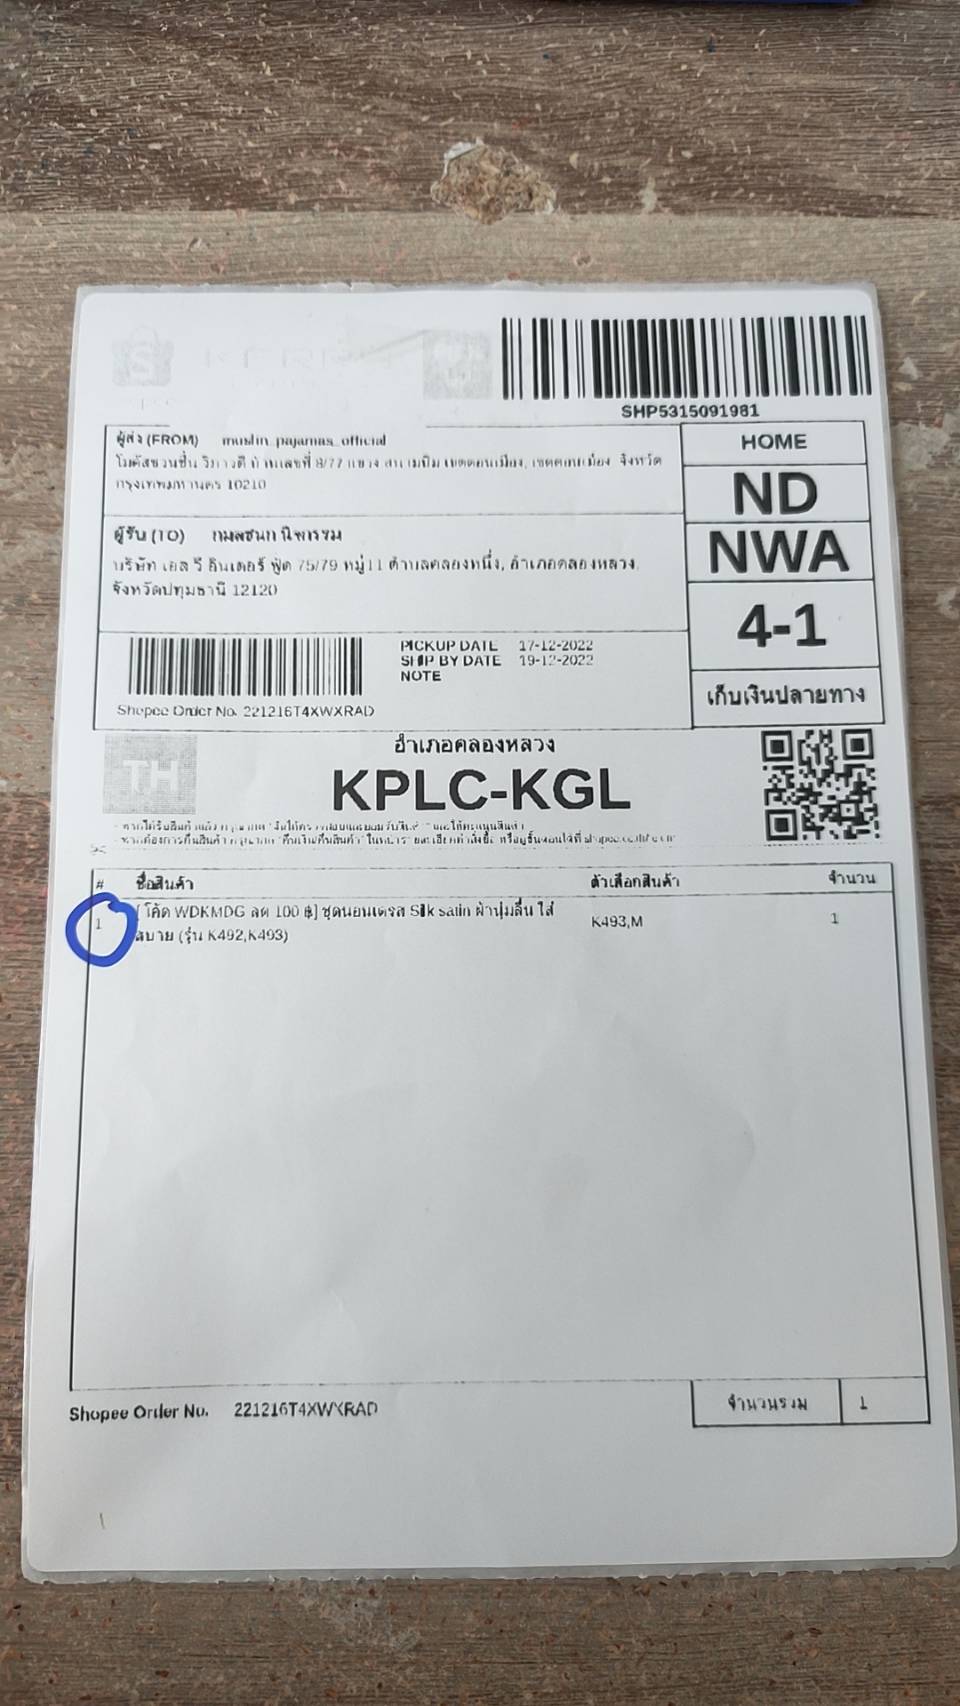 SHP5315091981
ผู้ส่ง (FROM) muslin_pajamas_official
โมดัสชวนชื่น วิภาวดี บ้านเลขที่ 8/77 แขวง สนามบิน เขตดอนเมือง, เขตดอนเมือง จังหวัด
กรุงเทพมหานคร 10210
HOME
ND
NWA
4-1
เก็บเงินปลายทาง
ผู้รับ (TO) กมลชนก นิพารรม
บริษัท เอส วี อินเตอร์ ฟู้ด 75/79 หมู่11 ตำบลคลองหนึ่ง, อำเภอคลองหลวง,
จังหวัดปทุมธานี 12120
PICKUP DATE 17-12-2022
SHIP BY DATE 19-12-2022
NOTE
Shopee Order No. 221216T4XWXRAD
TH
อำเภอคลองหลวง
KPLC-KGL
# ชื่อสินค้า ตัวเลือกสินค้า จำนวน
1 [ โค้ด WDKMDG ลด 100 ฿] ชุดนอนเดรส Silk satin ผ้านุ่มลื่น ใส่ K493,M 1
สบาย (รุ่น K492,K493)
Shopee Order No. 221216T4XWXRAD
จำนวนรวม 1